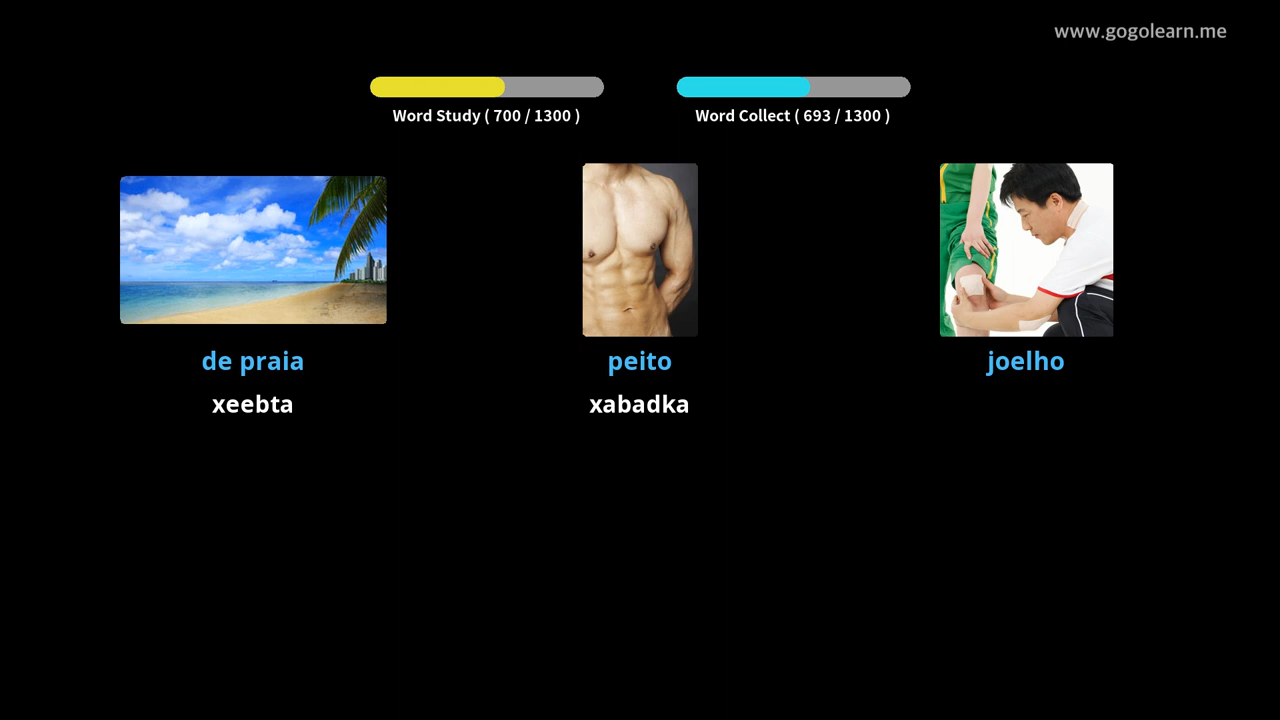 www.gogolearn.me
Word Study ( 700 / 1300 )
Word Collect ( 693 / 1300 )
de praia
peito
joelho
xeebta
xabadka